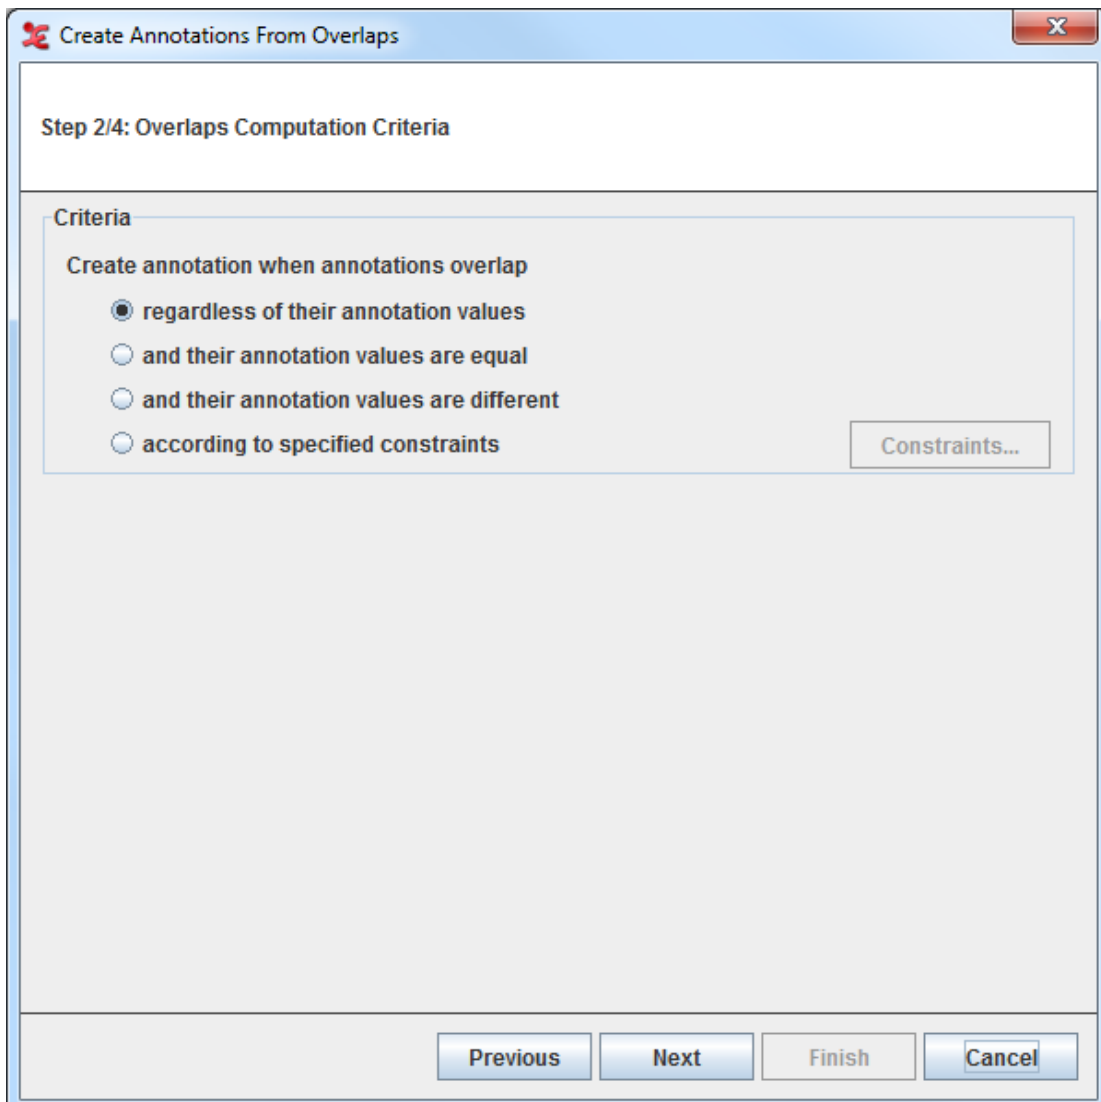 Create Annotations From Overlaps
Step 2/4: Overlaps Computation Criteria
Criteria
Create annotation when annotations overlap
regardless of their annotation values
and their annotation values are equal
and their annotation values are different
according to specified constraints
Constraints...
Previous Next Finish Cancel